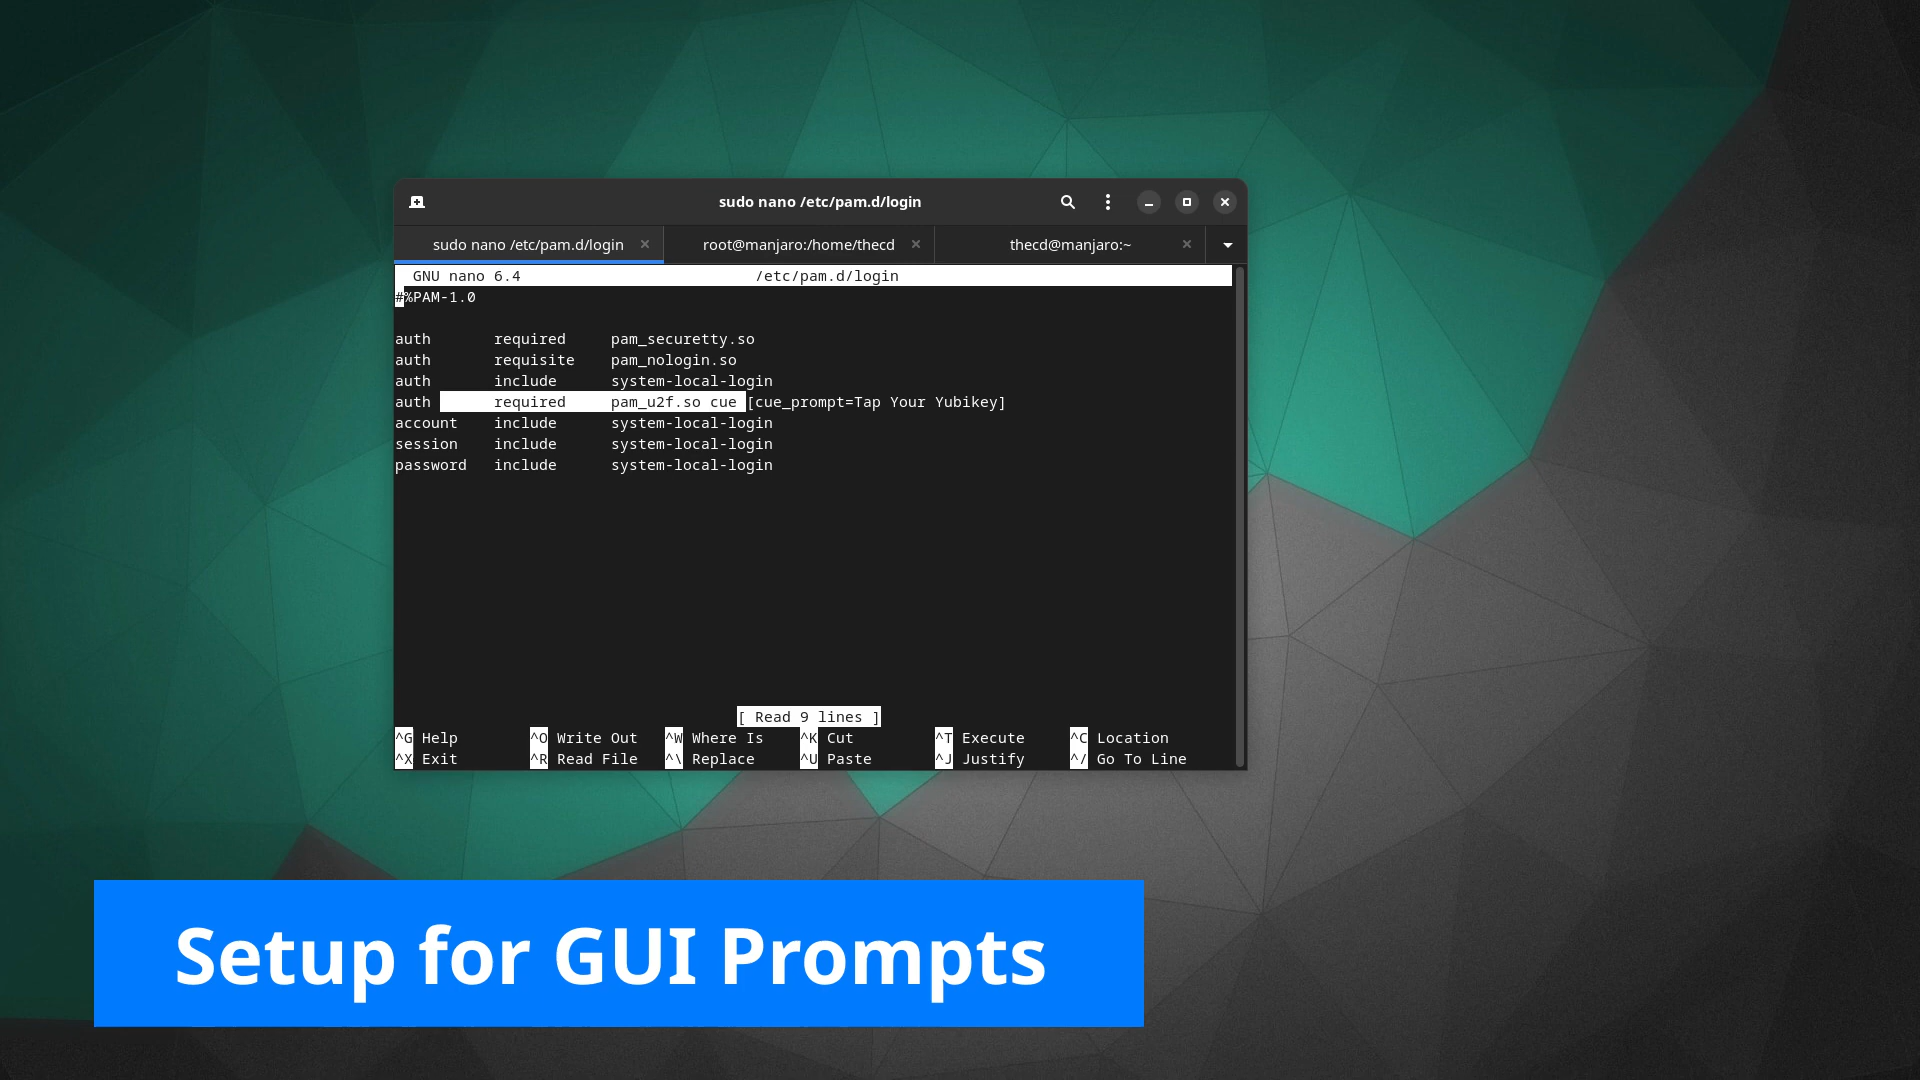 sudo nano /etc/pam.d/login
sudo nano /etc/pam.d/login root@manjaro:/home/thecd thecd@manjaro:~
GNU nano 6.4 /etc/pam.d/login
#%PAM-1.0
auth required pam_securetty.so
auth requisite pam_nologin.so
auth include system-local-login
auth required pam_u2f.so cue [cue_prompt=Tap Your Yubikey]
account include system-local-login
session include system-local-login
password include system-local-login
[ Read 9 lines ]
^G Help ^O Write Out ^W Where Is ^K Cut ^T Execute ^C Location
^X Exit ^R Read File ^\ Replace ^U Paste ^J Justify ^/ Go To Line
Setup for GUI Prompts